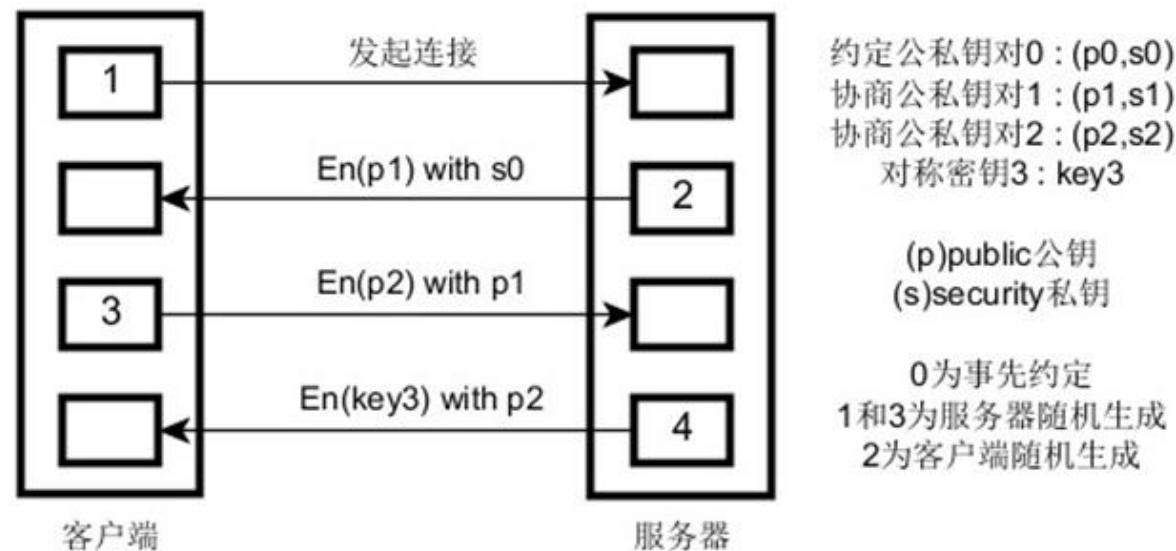 发起连接
1
En(p1) with s0
2
En(p2) with p1
3
En(key3) with p2
4
客户端
服务器
约定公私钥对0 : (p0,s0)
协商公私钥对1 : (p1,s1)
协商公私钥对2 : (p2,s2)
对称密钥3 : key3
(p)public公钥
(s)security私钥
0为事先约定
1和3为服务器随机生成
2为客户端随机生成